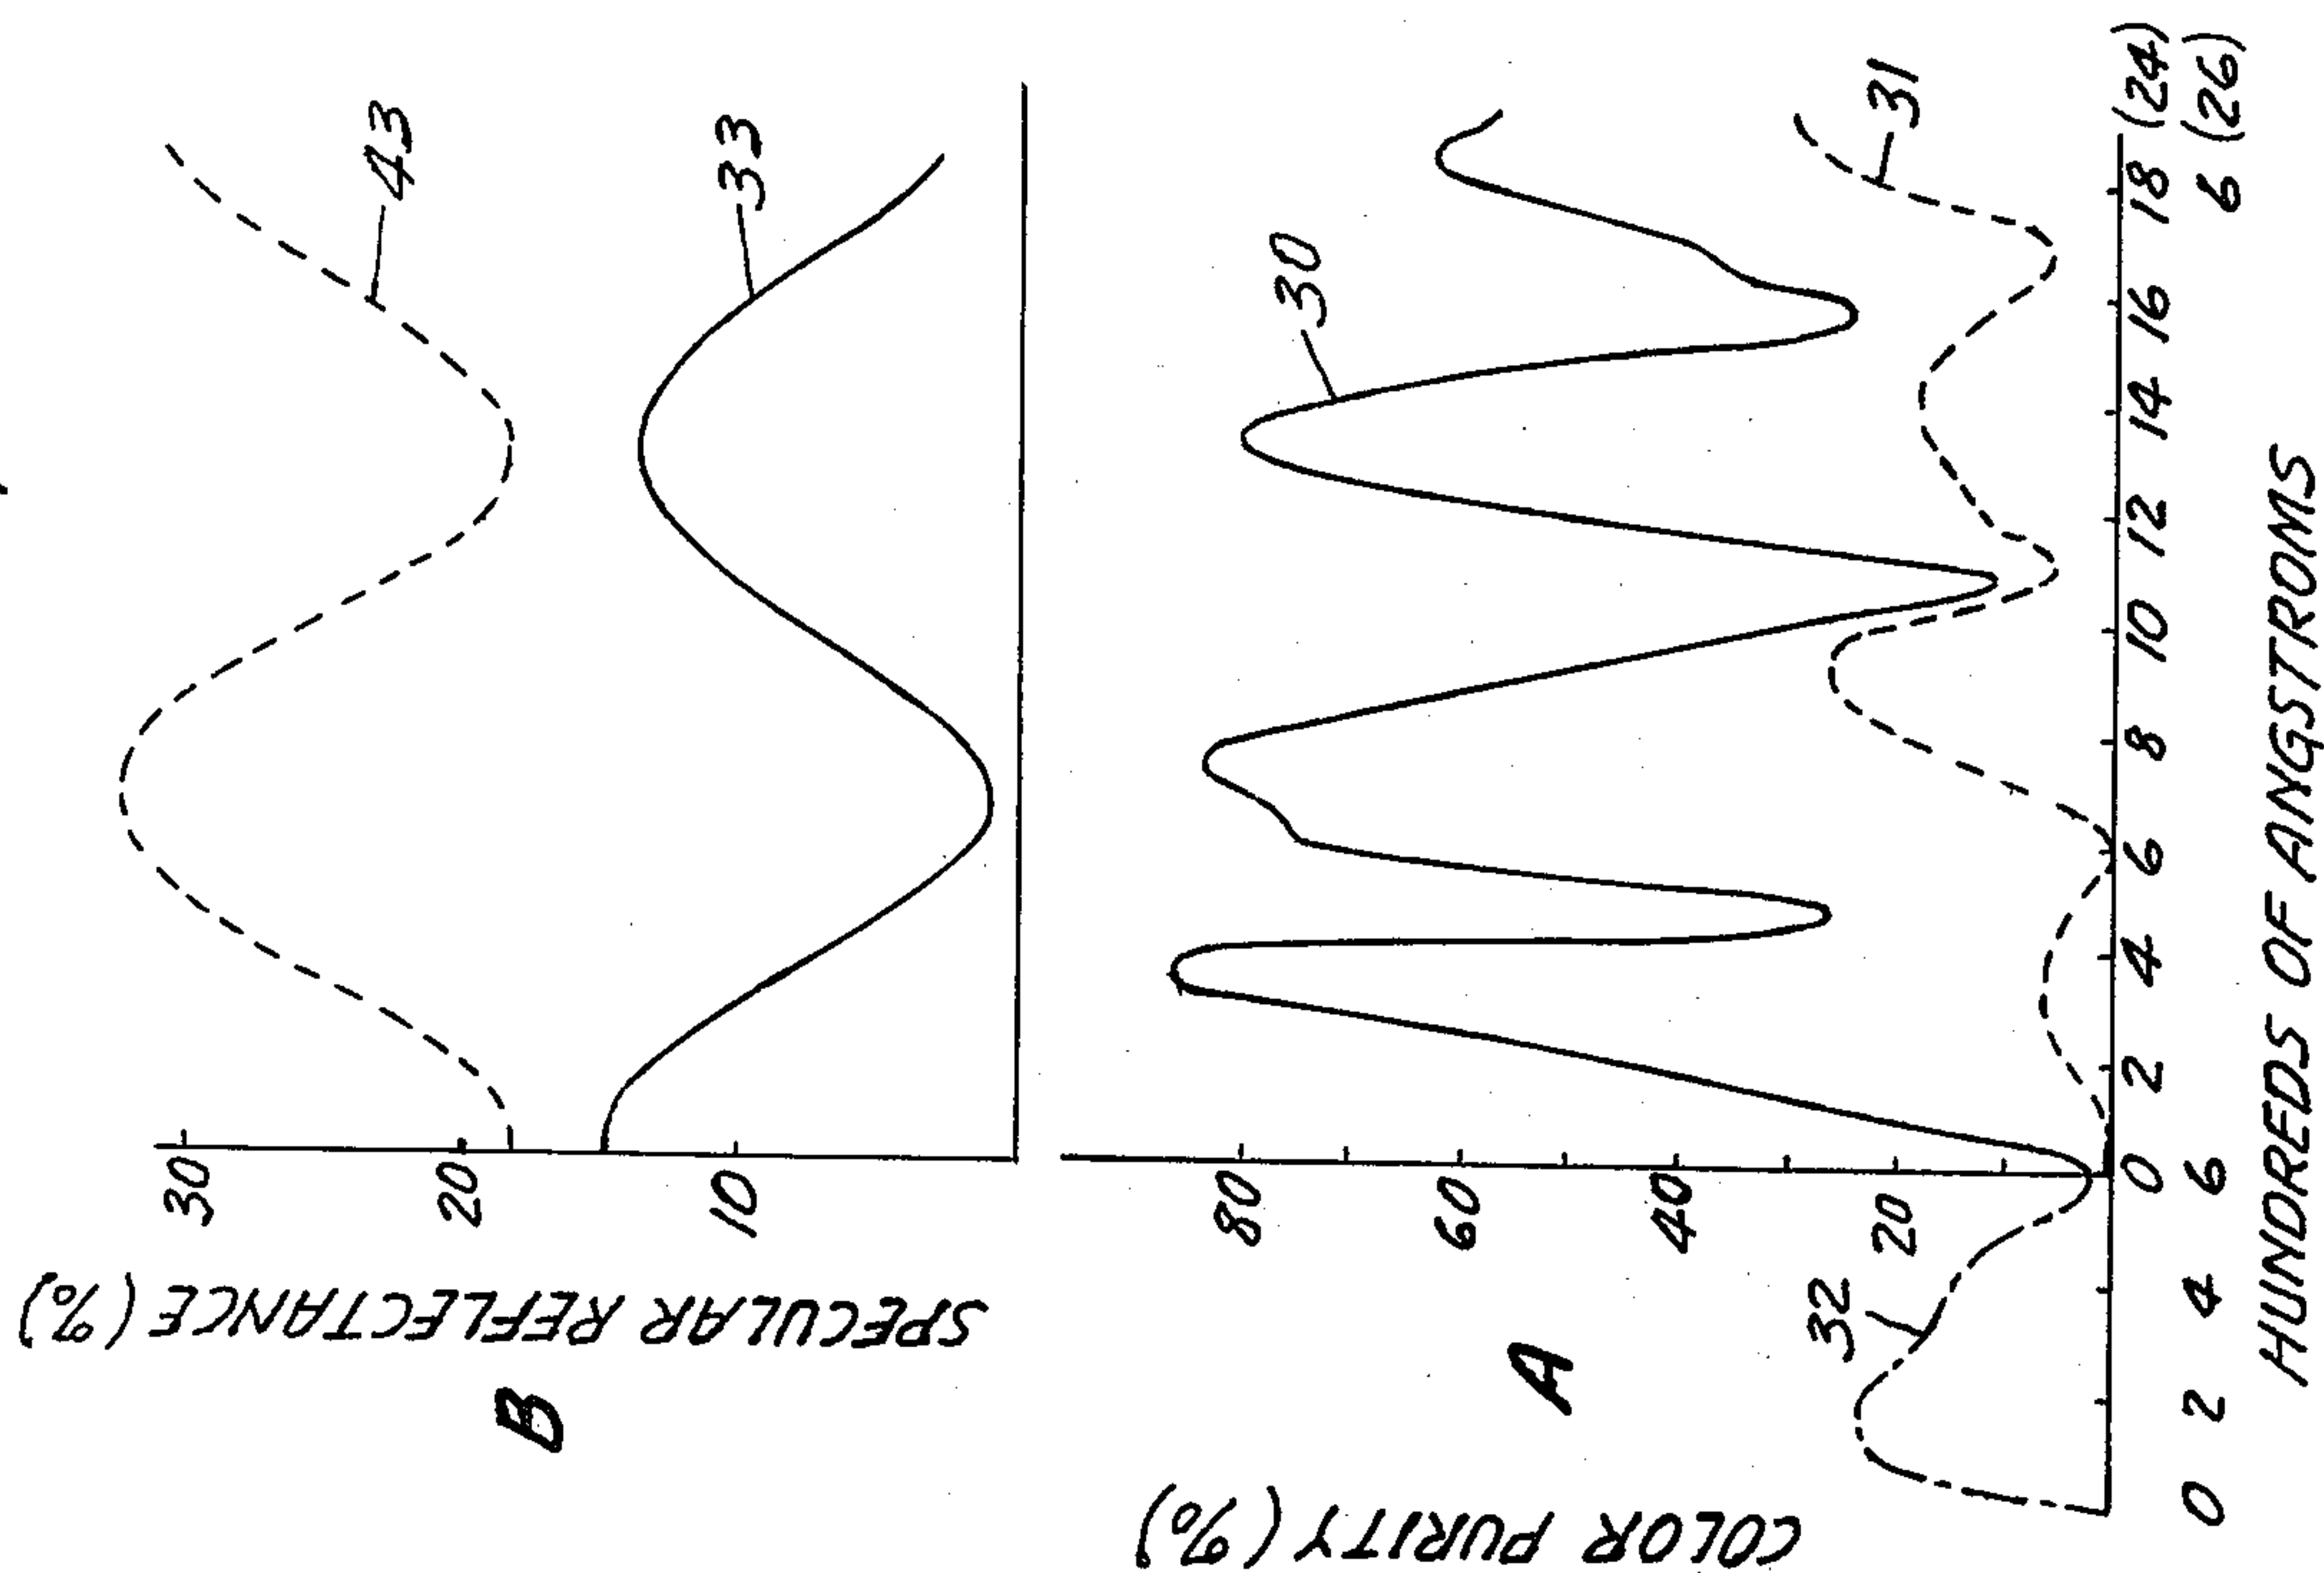 SPECULAR REFLECTANCE (%)
30
20
10
43
33
B
COLOR PURITY (%)
80
60
40
20
30
31
32
A
0 2 4 6 8 10 12 14 16 18 (24)
0 2 4 6 6 (26)
HUNDREDS OF ANGSTROMS